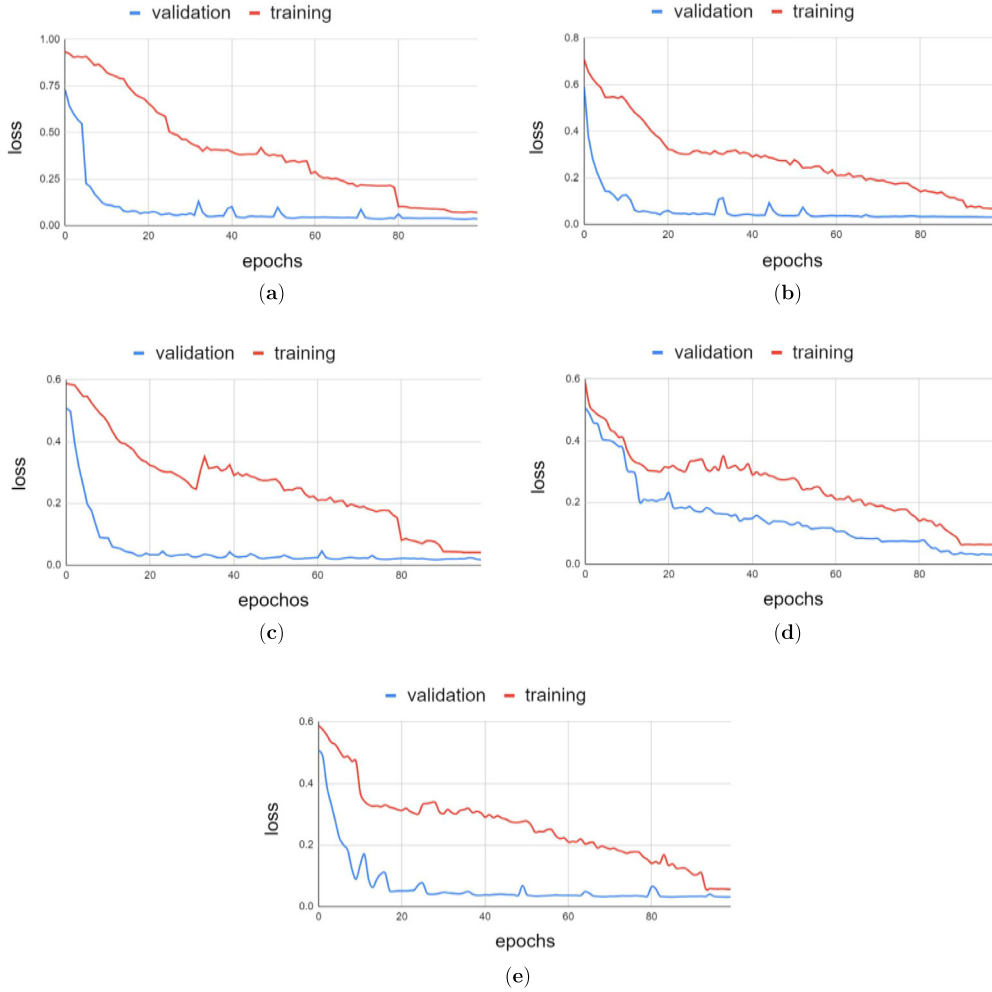 validation training
1.00
0.75
0.50
0.25
0.00
loss
0 20 40 60 80
epochs
(a)
validation training
0.8
0.6
0.4
0.2
0.0
loss
0 20 40 60 80
epochs
(b)
validation training
0.6
0.4
0.2
0.0
loss
0 20 40 60 80
epochos
(c)
validation training
0.6
0.4
0.2
0.0
loss
0 20 40 60 80
epochs
(d)
validation training
0.6
0.4
0.2
0.0
loss
0 20 40 60 80
epochs
(e)